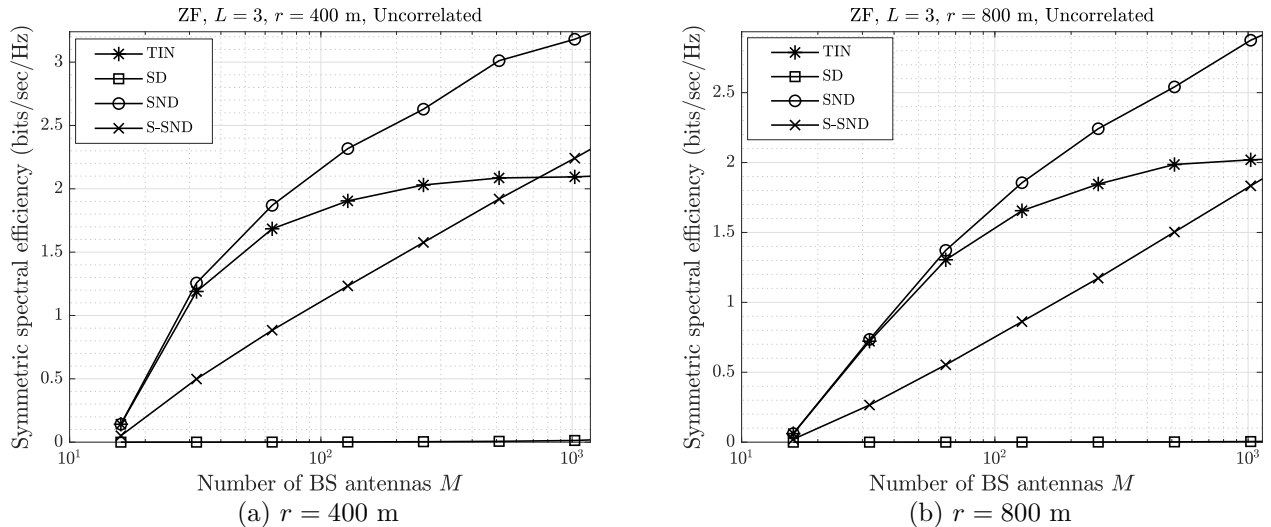 ZF, L = 3, r = 400 m, Uncorrelated
TIN
SD
SND
S-SND
3
2.5
2
1.5
1
0.5
0
10^1
10^2
10^3
Symmetric spectral efficiency (bits/sec/Hz)
Number of BS antennas M
(a) r = 400 m
ZF, L = 3, r = 800 m, Uncorrelated
TIN
SD
SND
S-SND
2.5
2
1.5
1
0.5
0
10^1
10^2
10^3
Symmetric spectral efficiency (bits/sec/Hz)
Number of BS antennas M
(b) r = 800 m